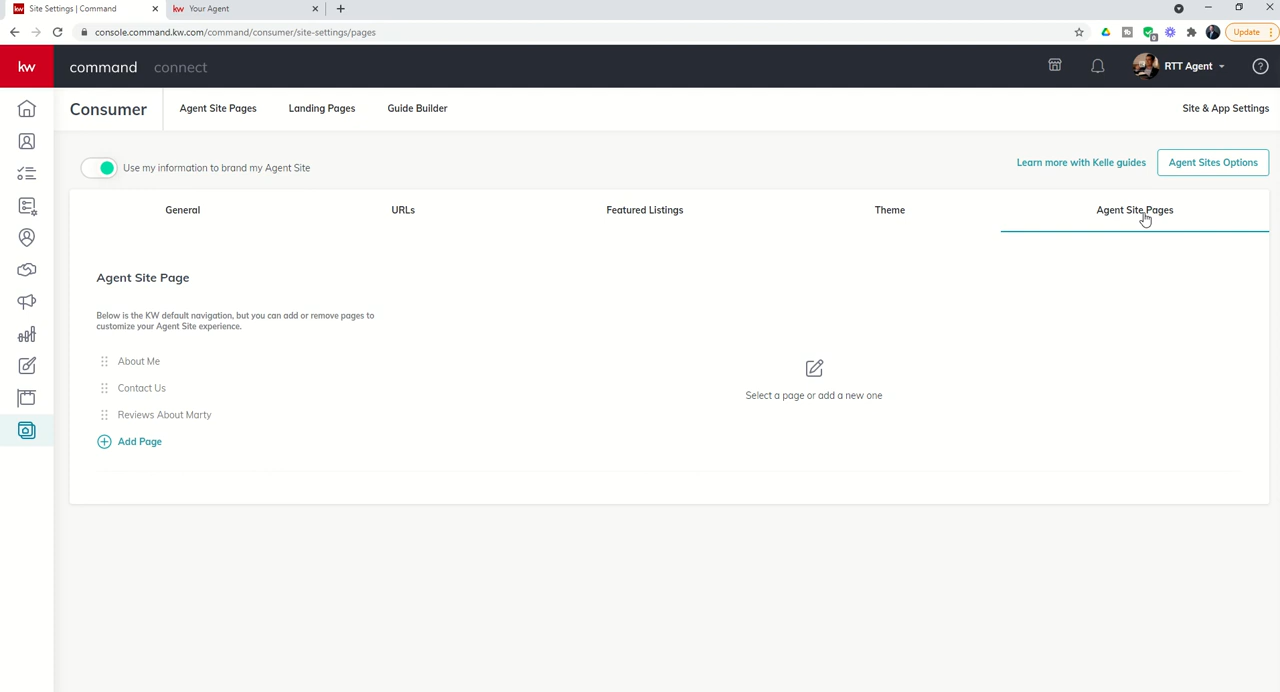 Site Settings | Command
kw Your Agent
console.command.kw.com/command/consumer/site-settings/pages
0
Update
kw
command connect
RTT Agent
?
Consumer
Agent Site Pages
Landing Pages
Guide Builder
Site & App Settings
Use my information to brand my Agent Site
Learn more with Kelle guides
Agent Sites Options
General
URLs
Featured Listings
Theme
Agent Site Pages
Agent Site Page
Below is the KW default navigation, but you can add or remove pages to
customize your Agent Site experience.
About Me
Contact Us
Reviews About Marty
Add Page
Select a page or add a new one